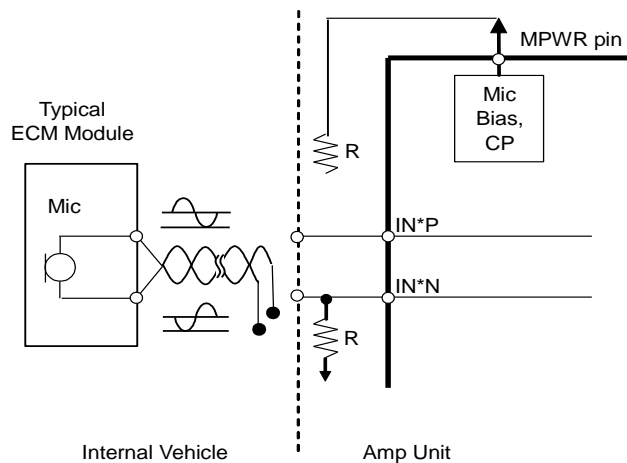 MPWR pin
Typical
ECM Module
Mic
Bias,
CP
R
Mic
IN*P
IN*N
R
Internal Vehicle
Amp Unit